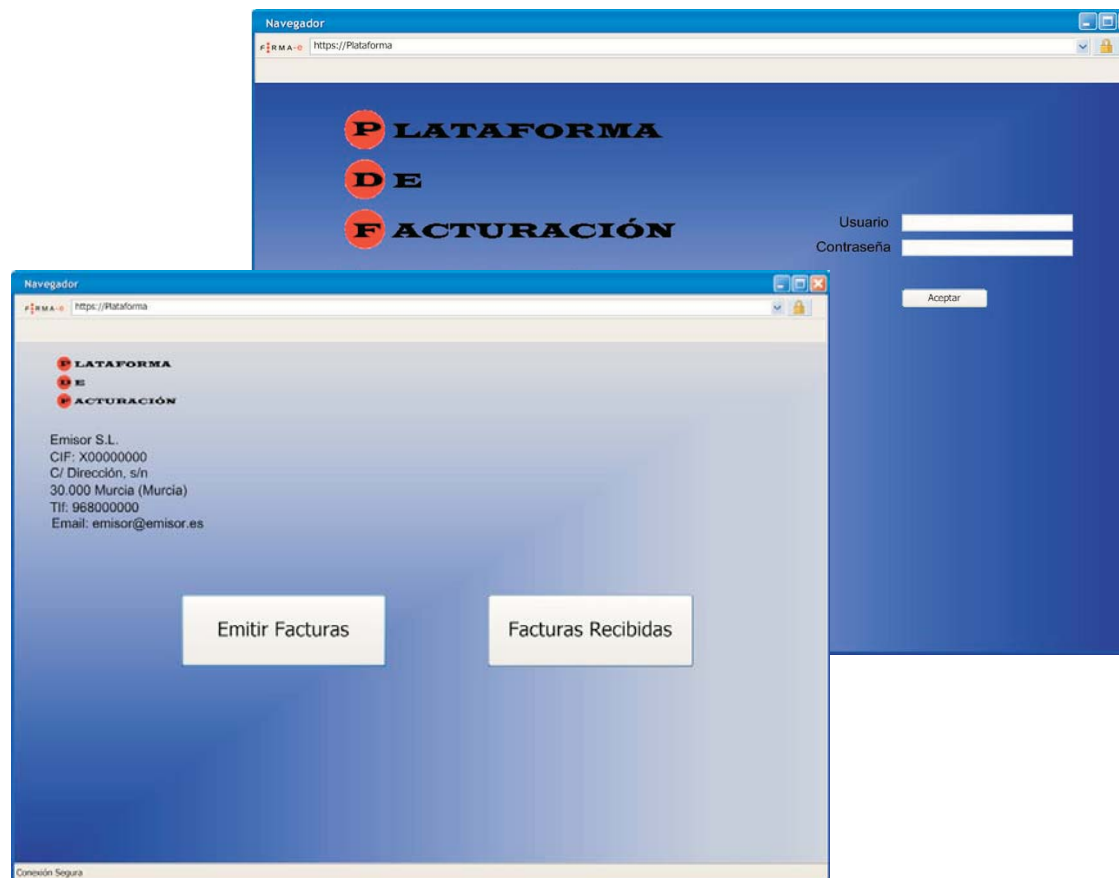 Navegador
FIRMA-e https://Plataforma
PLATAFORMA
DE
FACTURACIÓN
Usuario
Contraseña
Aceptar
Navegador
FIRMA-e https://Plataforma
PLATAFORMA
DE
FACTURACIÓN
Emisor S.L.
CIF: X00000000
C/ Dirección, s/n
30.000 Murcia (Murcia)
Tlf: 968000000
Email: emisor@emisor.es
Emitir Facturas
Facturas Recibidas
Conexión Segura